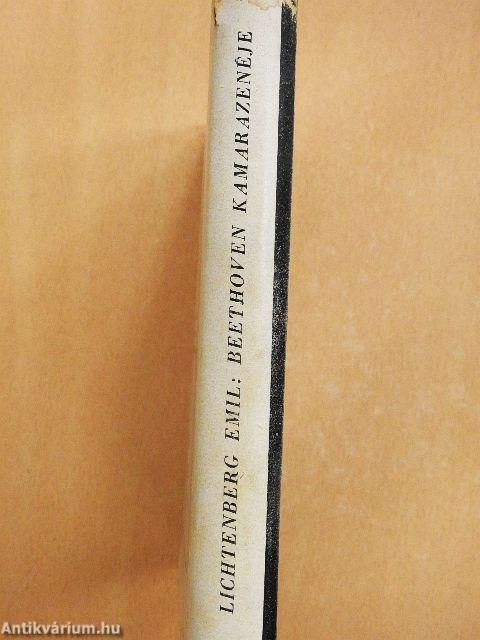 LICHTENBERG EMIL: BEETHOVEN KAMARAZENÉJE
Antikvárium.hu